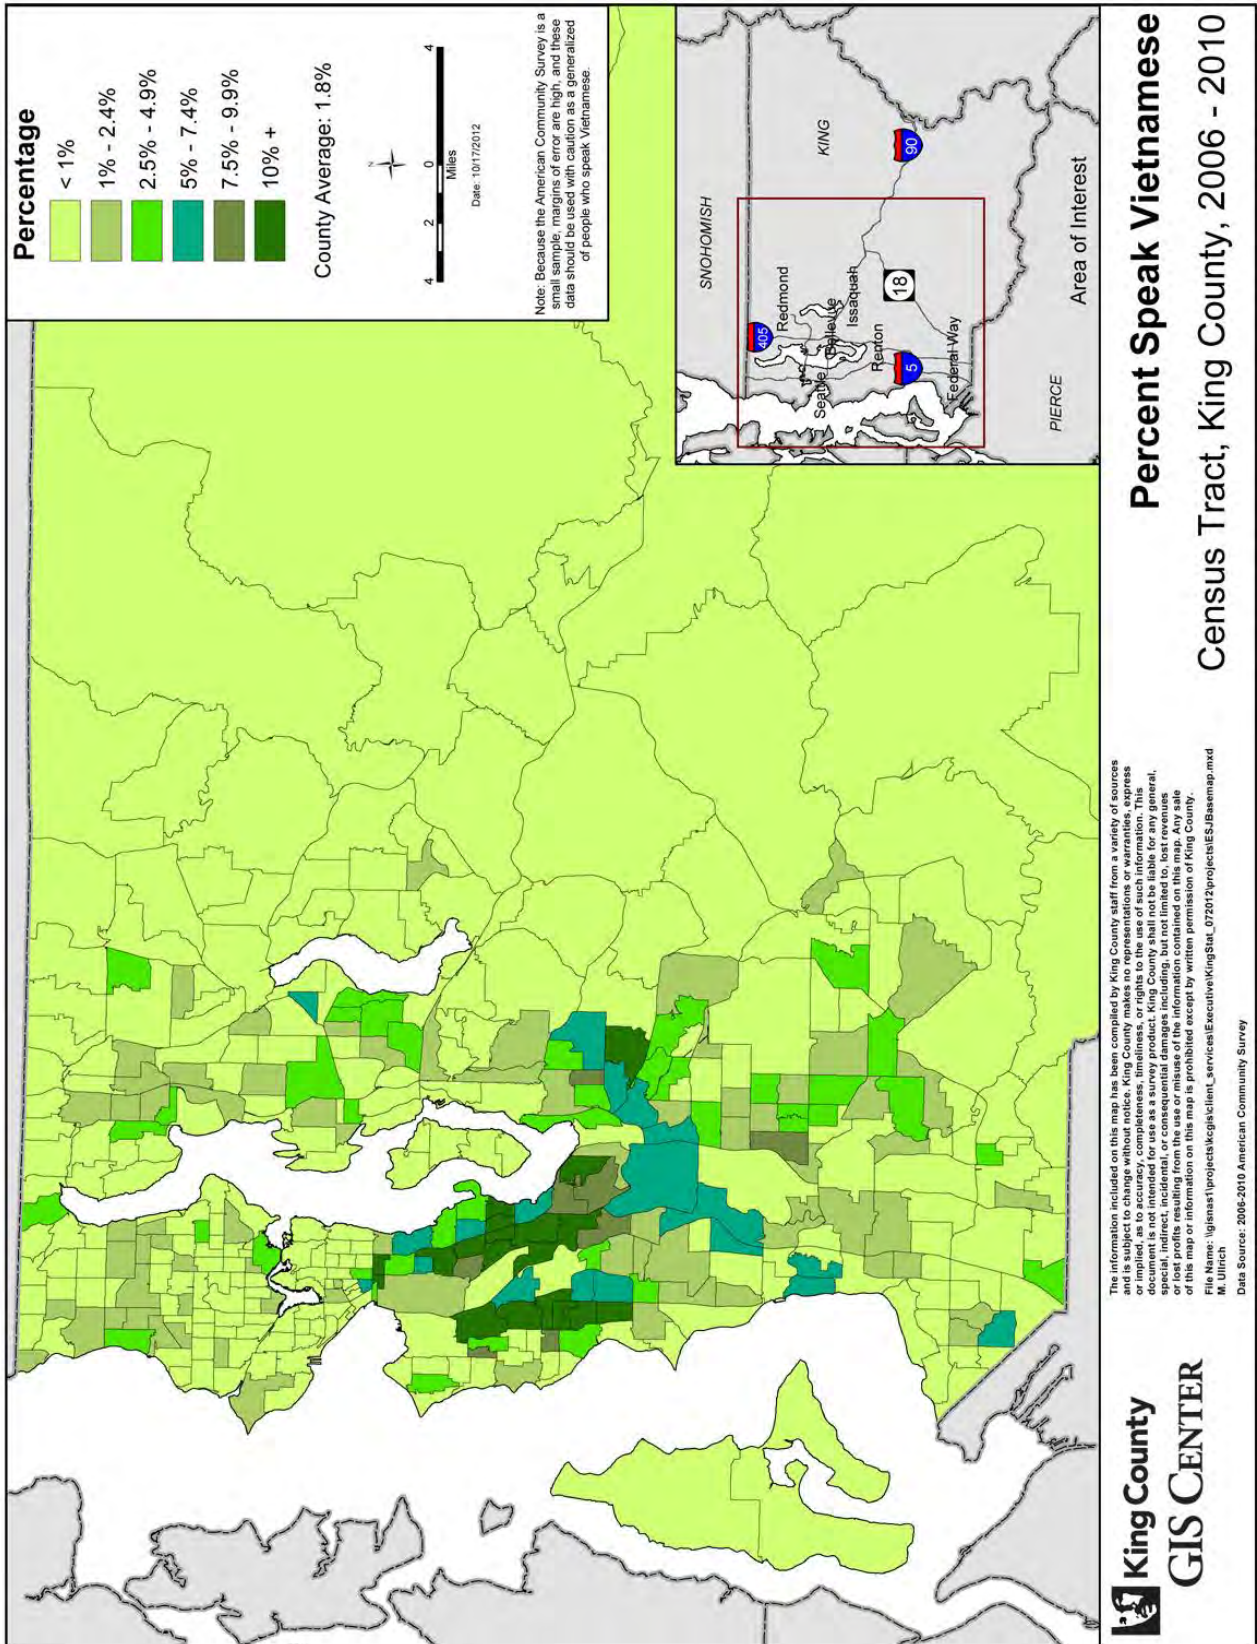 Percentage
< 1%
1% - 2.4%
2.5% - 4.9%
5% - 7.4%
7.5% - 9.9%
10% +
County Average: 1.8%
N
4 2 0 4
Miles
Date: 10/17/2012
Note: Because the American Community Survey is a
small sample, margins of error are high, and these
data should be used with caution as a generalized
of people who speak Vietnamese.
SNOHOMISH
405
Redmond
KING
Seattle
Bellevue
Issaquah
90
Renton
18
5
Federal Way
PIERCE
Area of Interest
King County
GIS CENTER
The information included on this map has been compiled by King County staff from a variety of sources
and is subject to change without notice. King County makes no representations or warranties, express
or implied, as to accuracy, completeness, timeliness, or rights to the use of such information. This
document is not intended for use as a survey product. King County shall not be liable for any general,
special, indirect, incidental, or consequential damages including, but not limited to, lost revenues
or lost profits resulting from the use or misuse of the information contained on this map. Any sale
of this map or information on this map is prohibited except by written permission of King County.
File Name: \\gisnas1\projects\kcgis\client_services\Executive\KingStat_072012\projects\ESJBasemap.mxd
M. Ullrich
Data Source: 2006-2010 American Community Survey
Percent Speak Vietnamese
Census Tract, King County, 2006 - 2010